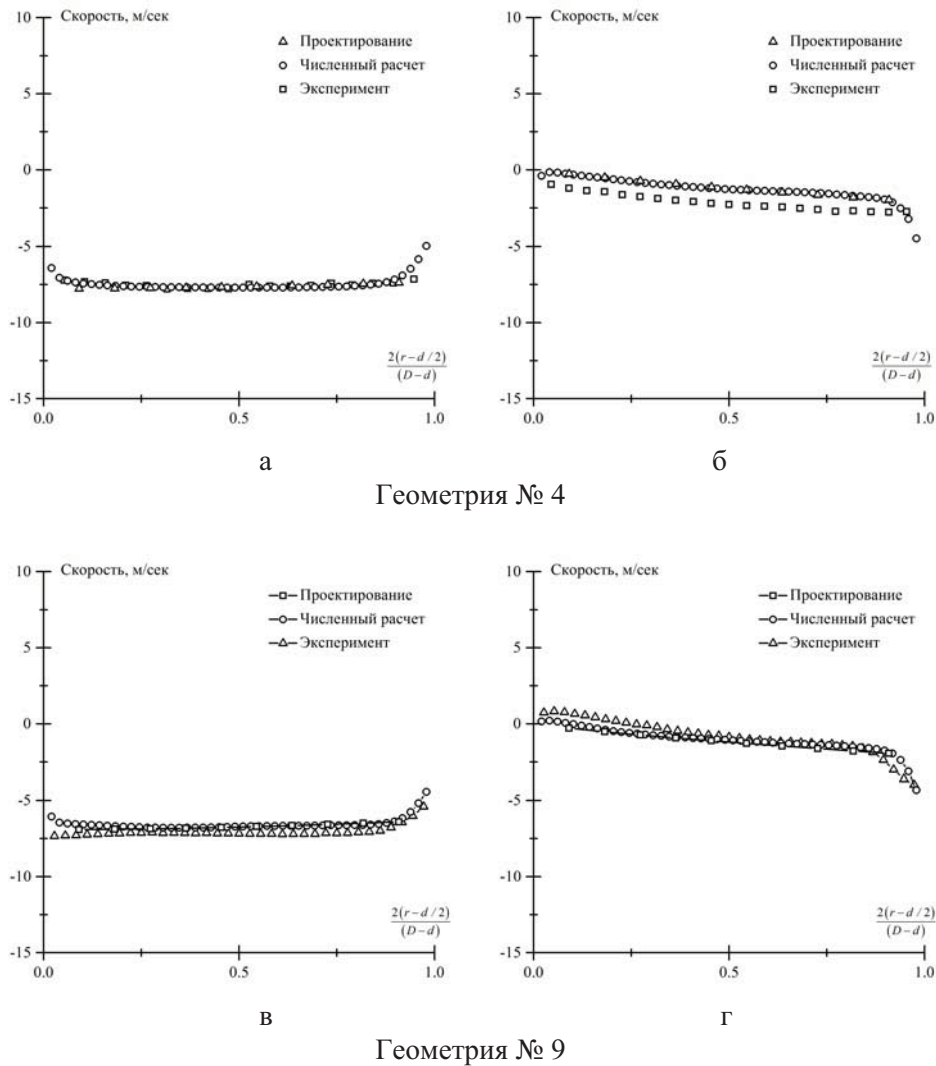 Скорость, м/сек
Проектирование
Численный расчет
Эксперимент
10
5
0
-5
-10
-15
0.0
0.5
1.0
2(r-d/2)
(D-d)
а
Скорость, м/сек
Проектирование
Численный расчет
Эксперимент
10
5
0
-5
-10
-15
0.0
0.5
1.0
2(r-d/2)
(D-d)
б
Геометрия № 4
Скорость, м/сек
Проектирование
Численный расчет
Эксперимент
10
5
0
-5
-10
-15
0.0
0.5
1.0
2(r-d/2)
(D-d)
в
Скорость, м/сек
Проектирование
Численный расчет
Эксперимент
10
5
0
-5
-10
-15
0.0
0.5
1.0
2(r-d/2)
(D-d)
г
Геометрия № 9